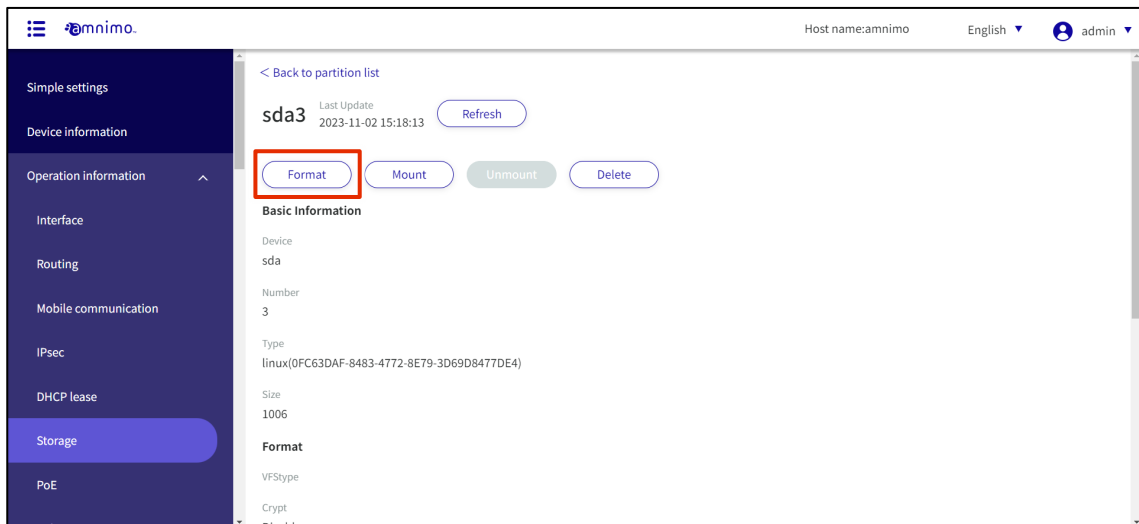 amnimo
Host name:amnimo
English
admin
Simple settings
Device information
Operation information
Interface
Routing
Mobile communication
IPsec
DHCP lease
Storage
PoE
< Back to partition list
sda3
Last Update
2023-11-02 15:18:13
Refresh
Format
Mount
Unmount
Delete
Basic Information
Device
sda
Number
3
Type
linux(0FC63DAF-8483-4772-8E79-3D69D8477DE4)
Size
1006
Format
VFStype
Crypt